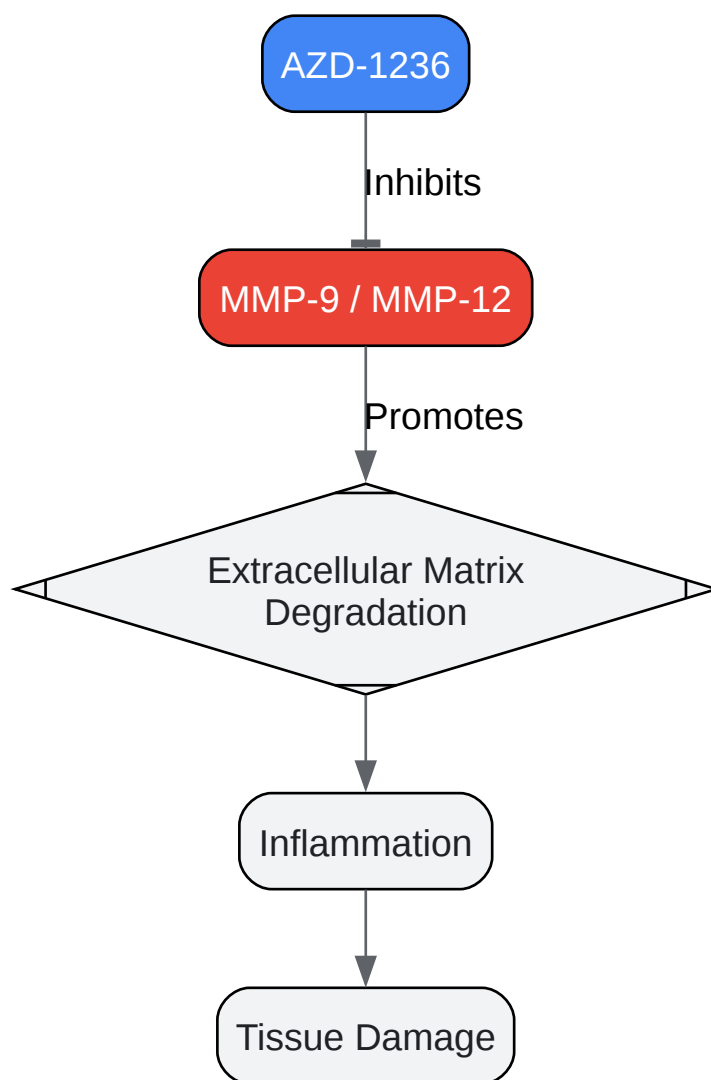 AZD-1236
Inhibits
MMP-9 / MMP-12
Promotes
Extracellular Matrix
Degradation
Inflammation
Tissue Damage